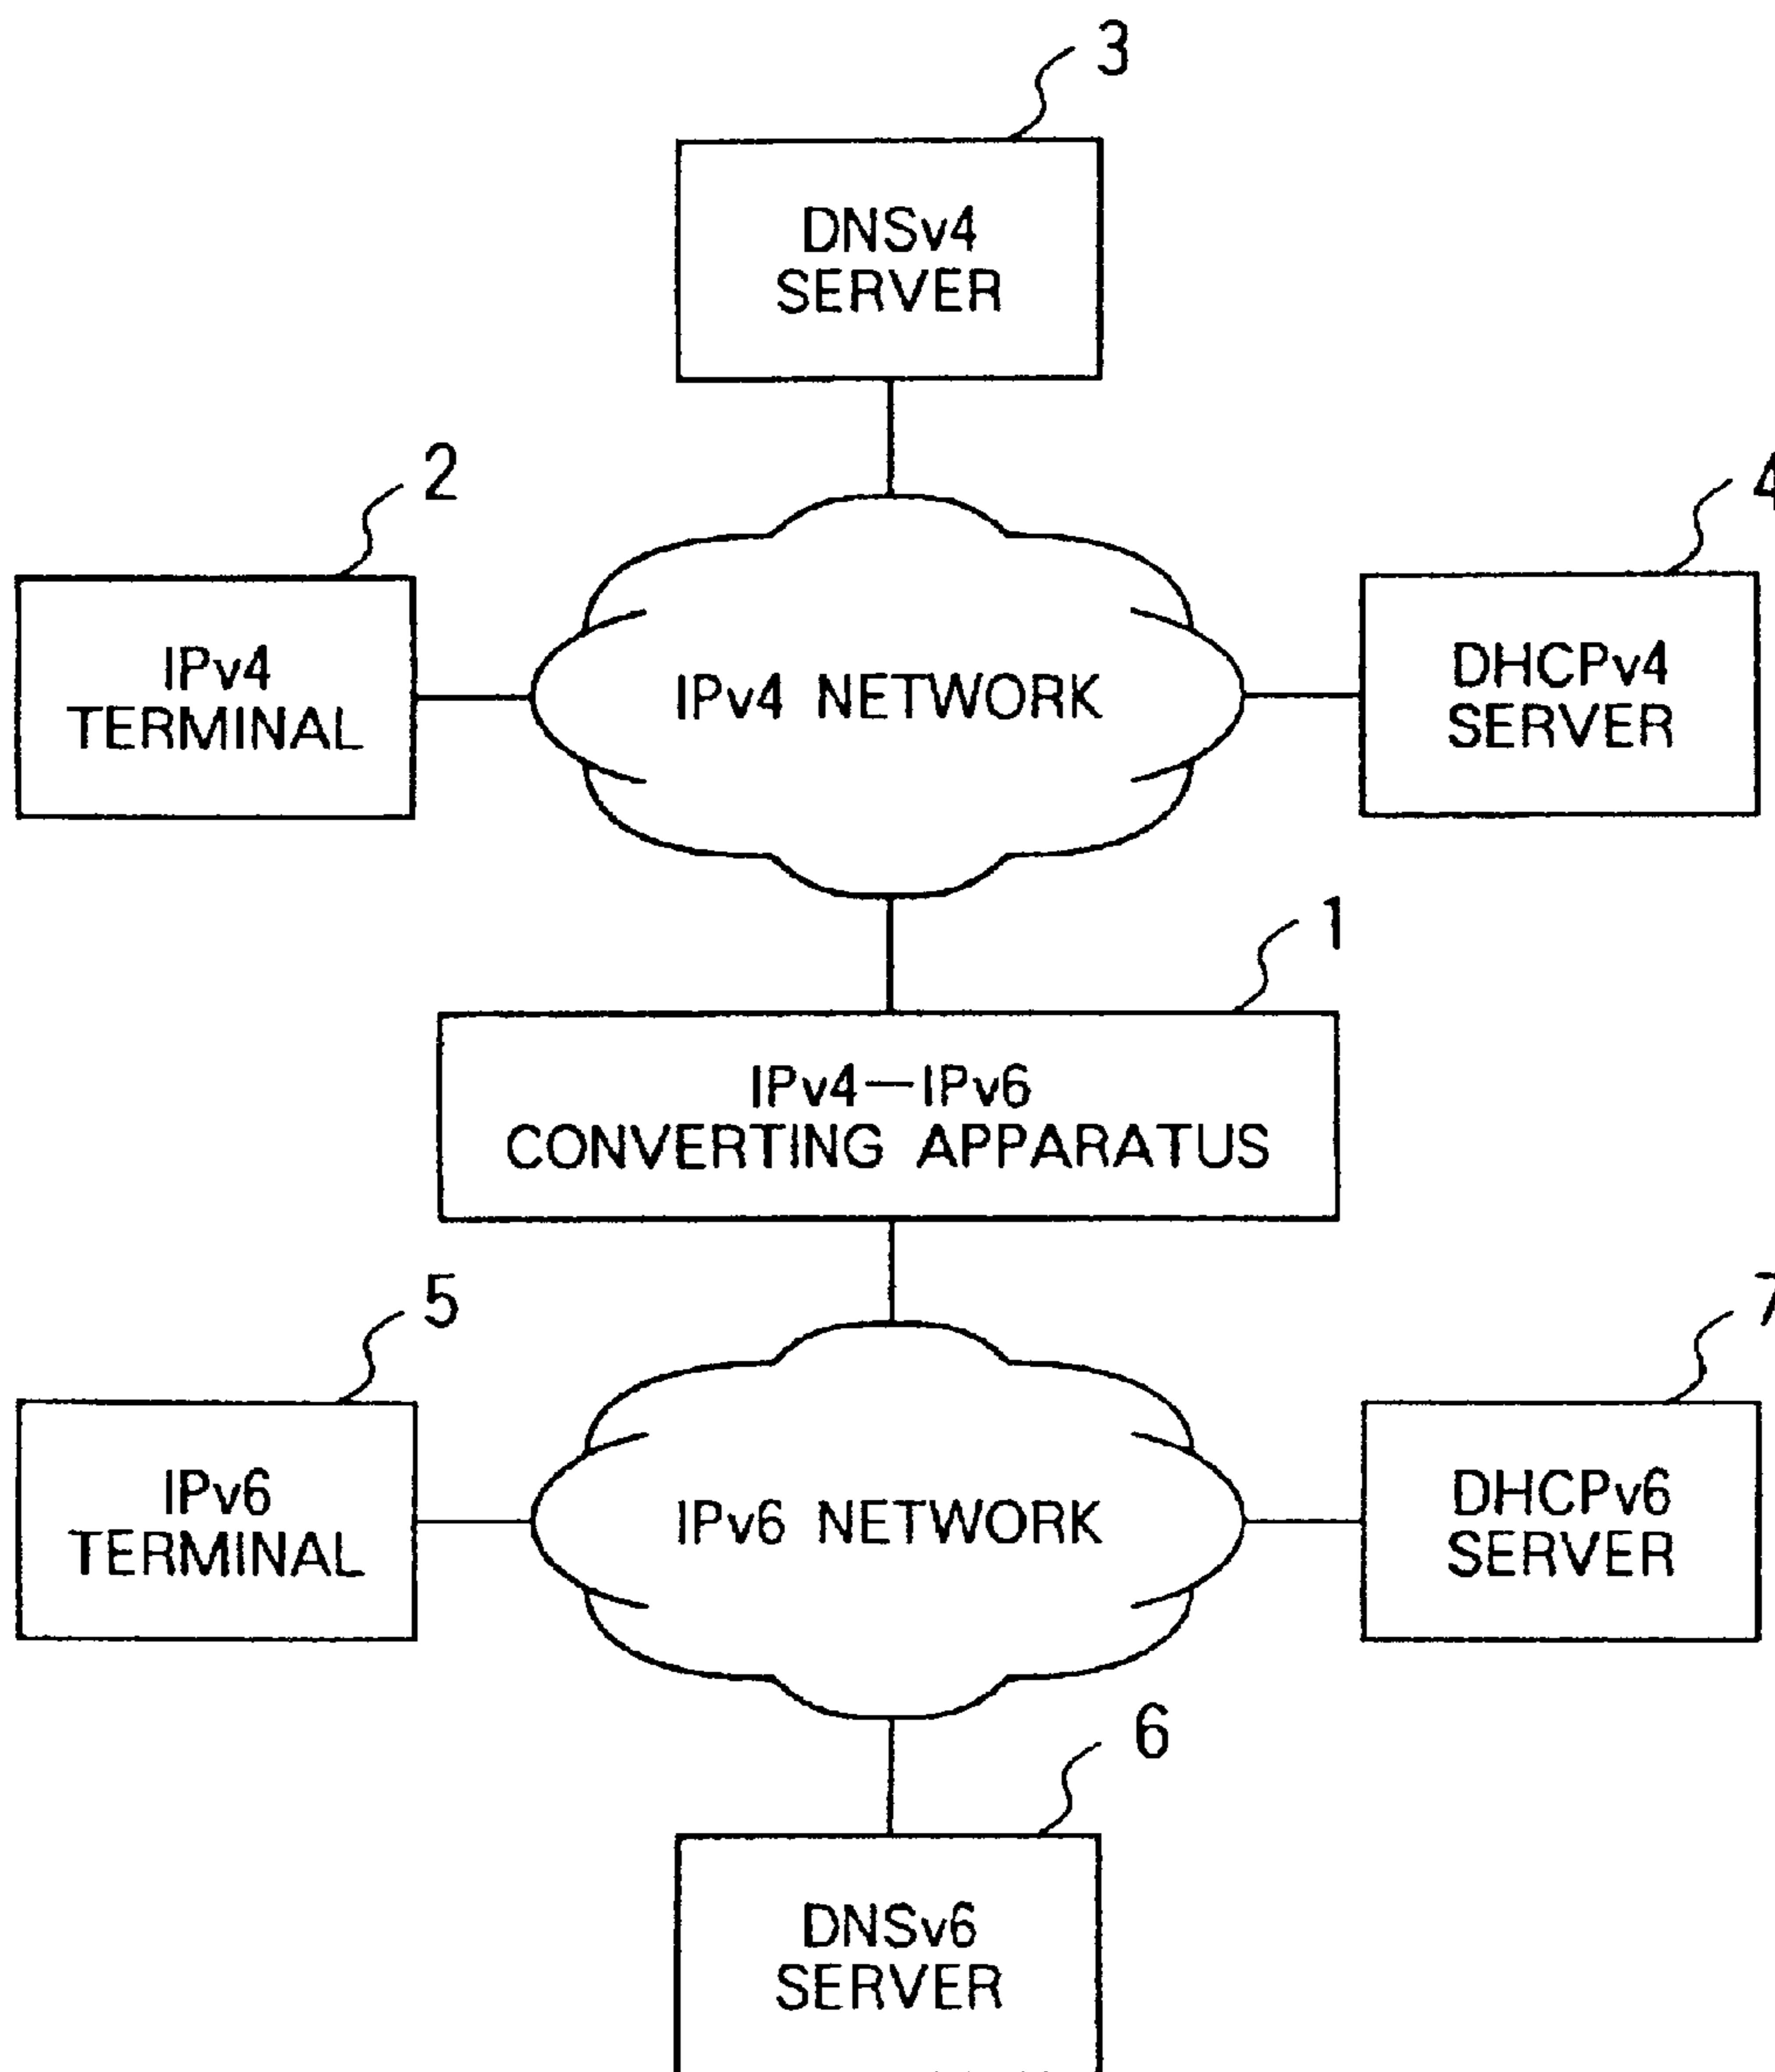 3
DNSv4
SERVER
2
4
IPv4
TERMINAL
IPv4 NETWORK
DHCPv4
SERVER
1
IPv4—IPv6
CONVERTING APPARATUS
5
7
IPv6
TERMINAL
IPv6 NETWORK
DHCPv6
SERVER
6
DNSv6
SERVER